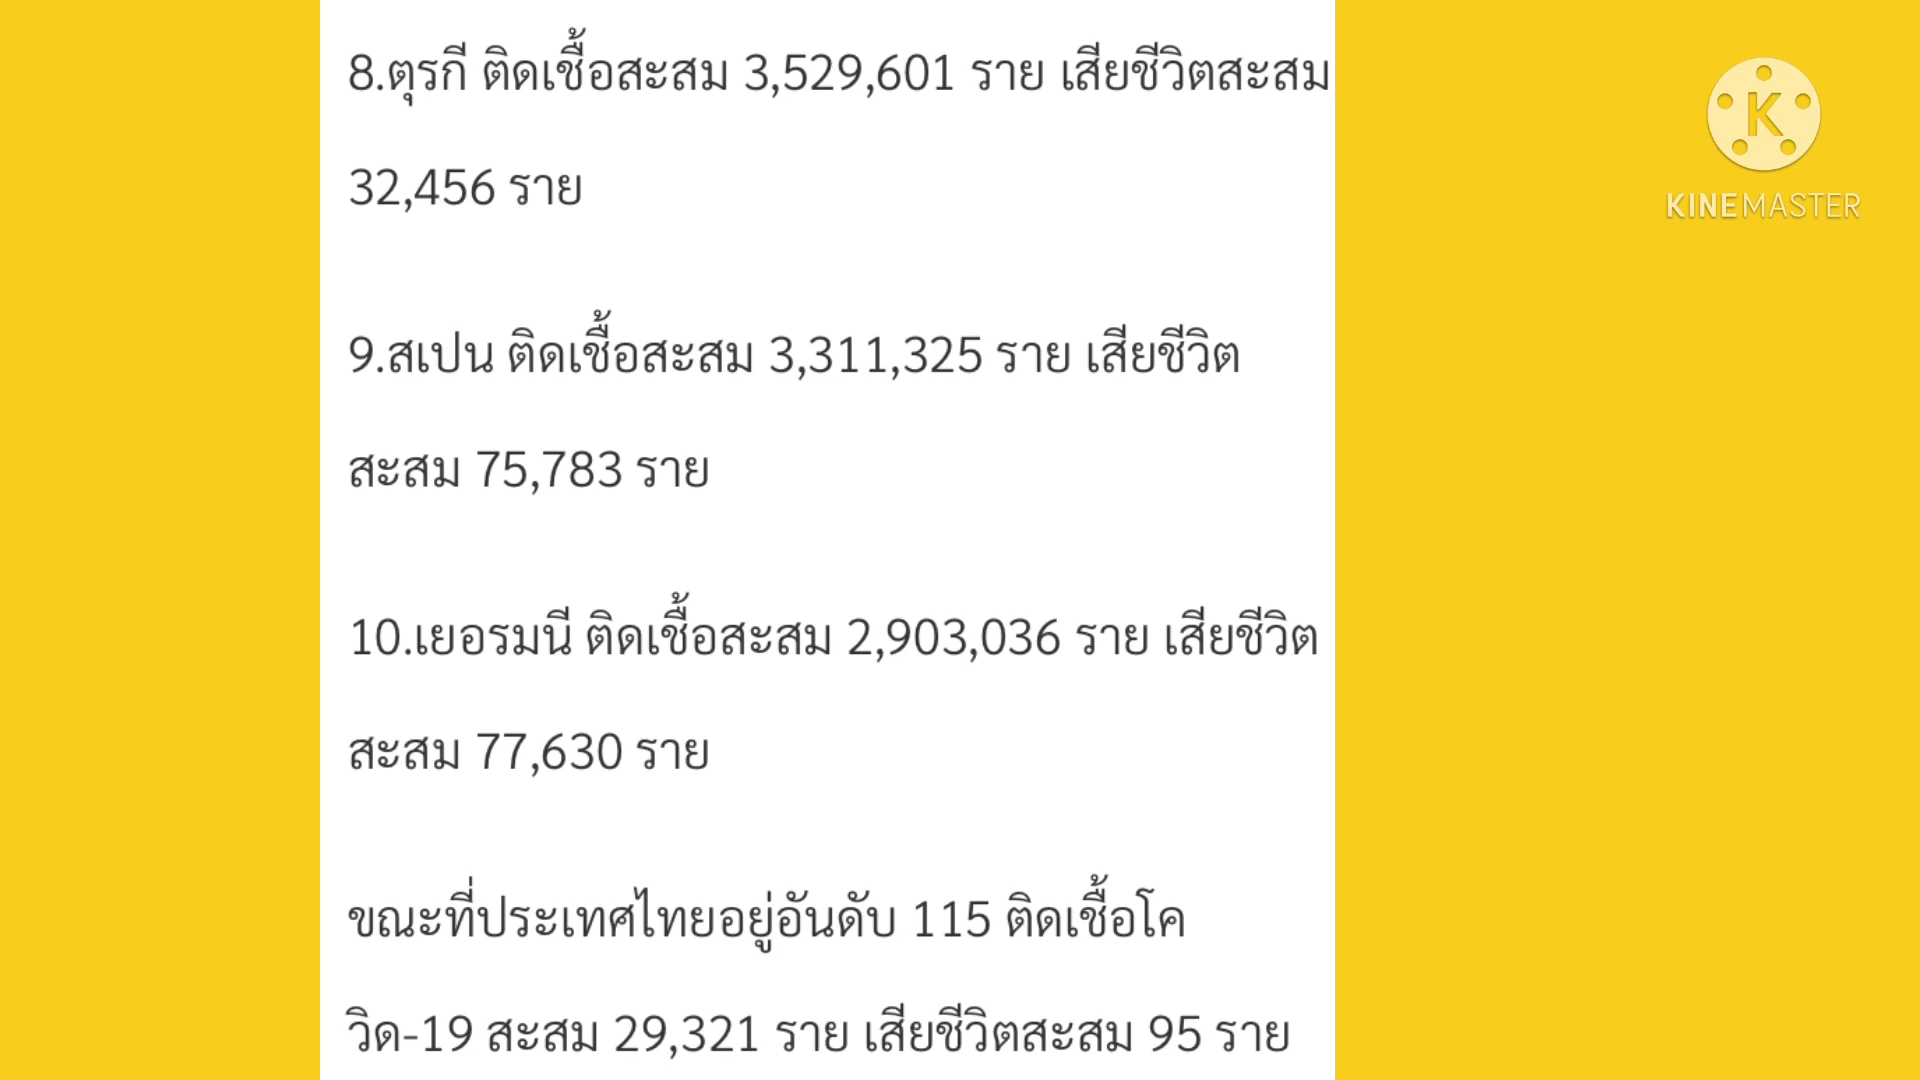 8.ตุรกี ติดเชื้อสะสม 3,529,601 ราย เสียชีวิตสะสม
32,456 ราย
9.สเปน ติดเชื้อสะสม 3,311,325 ราย เสียชีวิต
สะสม 75,783 ราย
10.เยอรมนี ติดเชื้อสะสม 2,903,036 ราย เสียชีวิต
สะสม 77,630 ราย
ขณะที่ประเทศไทยอยู่อันดับ 115 ติดเชื้อโค
วิด-19 สะสม 29,321 ราย เสียชีวิตสะสม 95 ราย
K
KINEMASTER